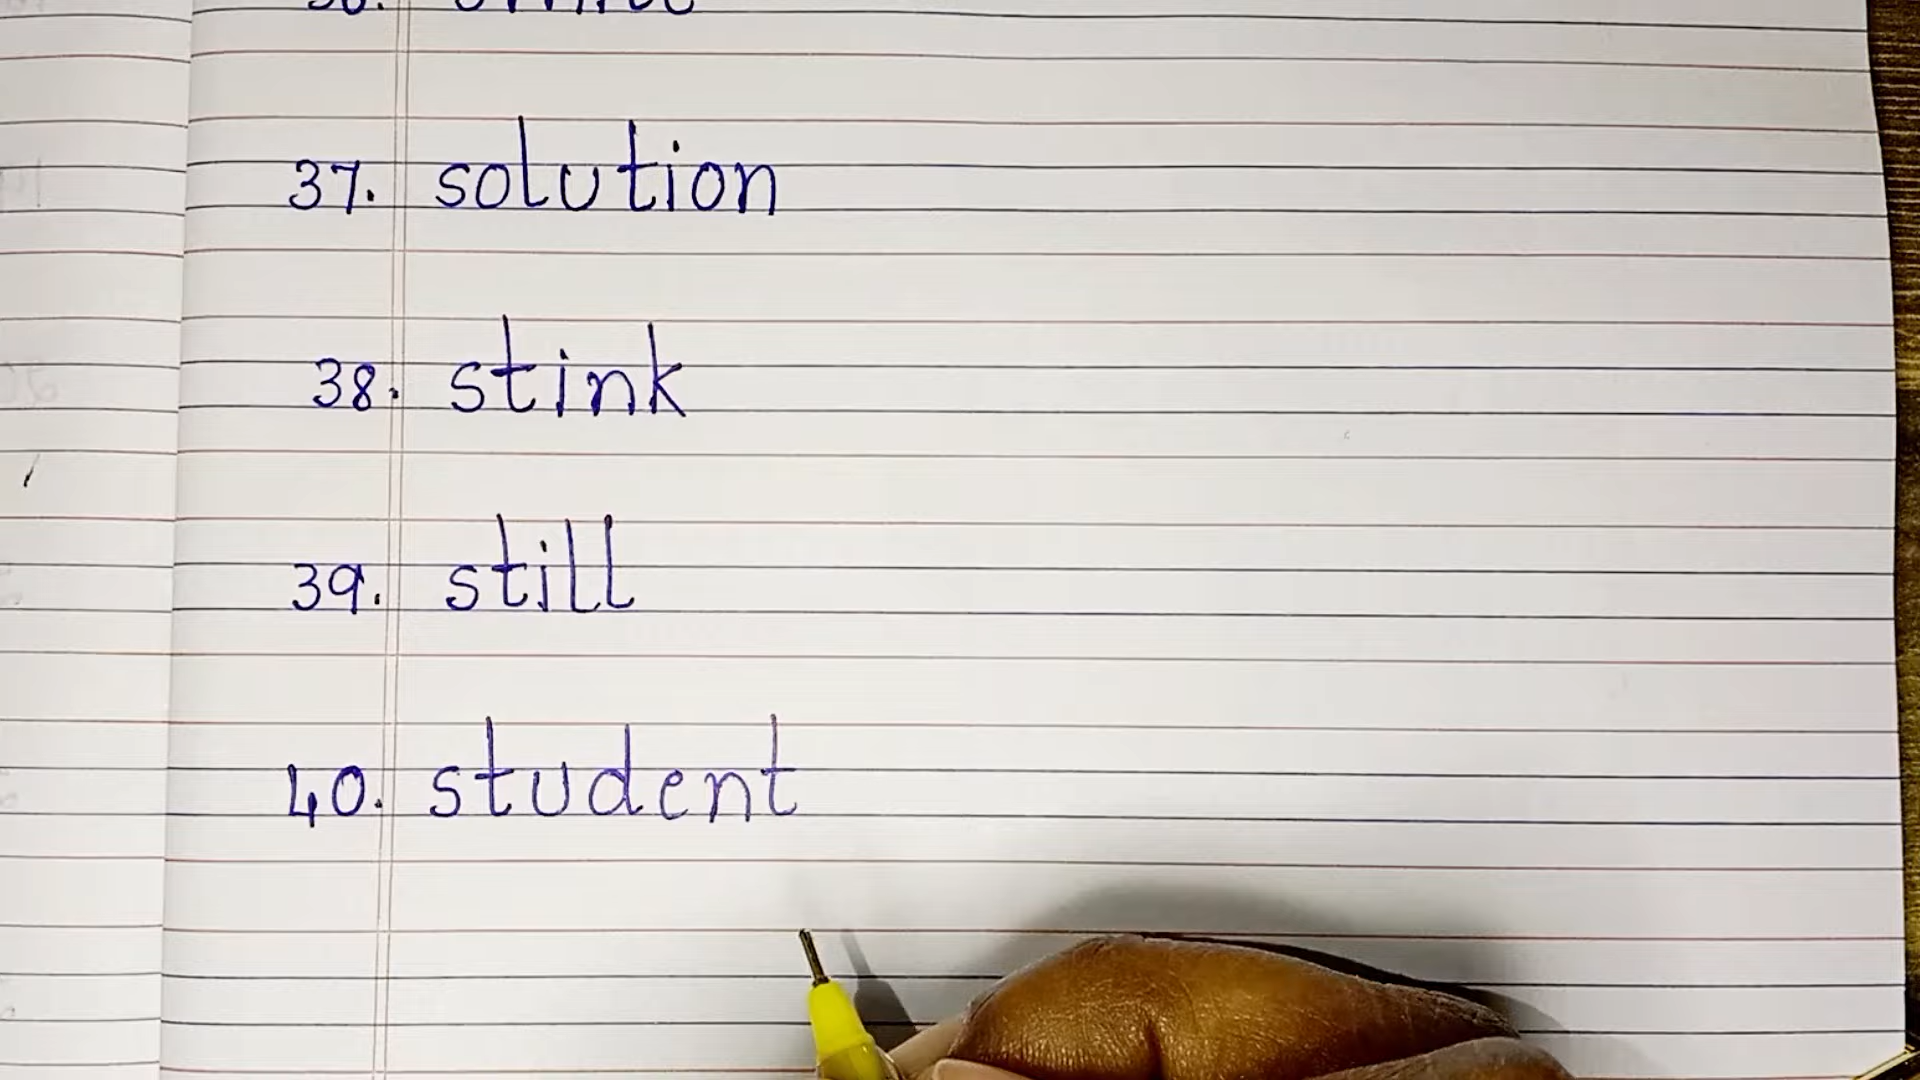 37. solution
38. stink
39. still
40. student